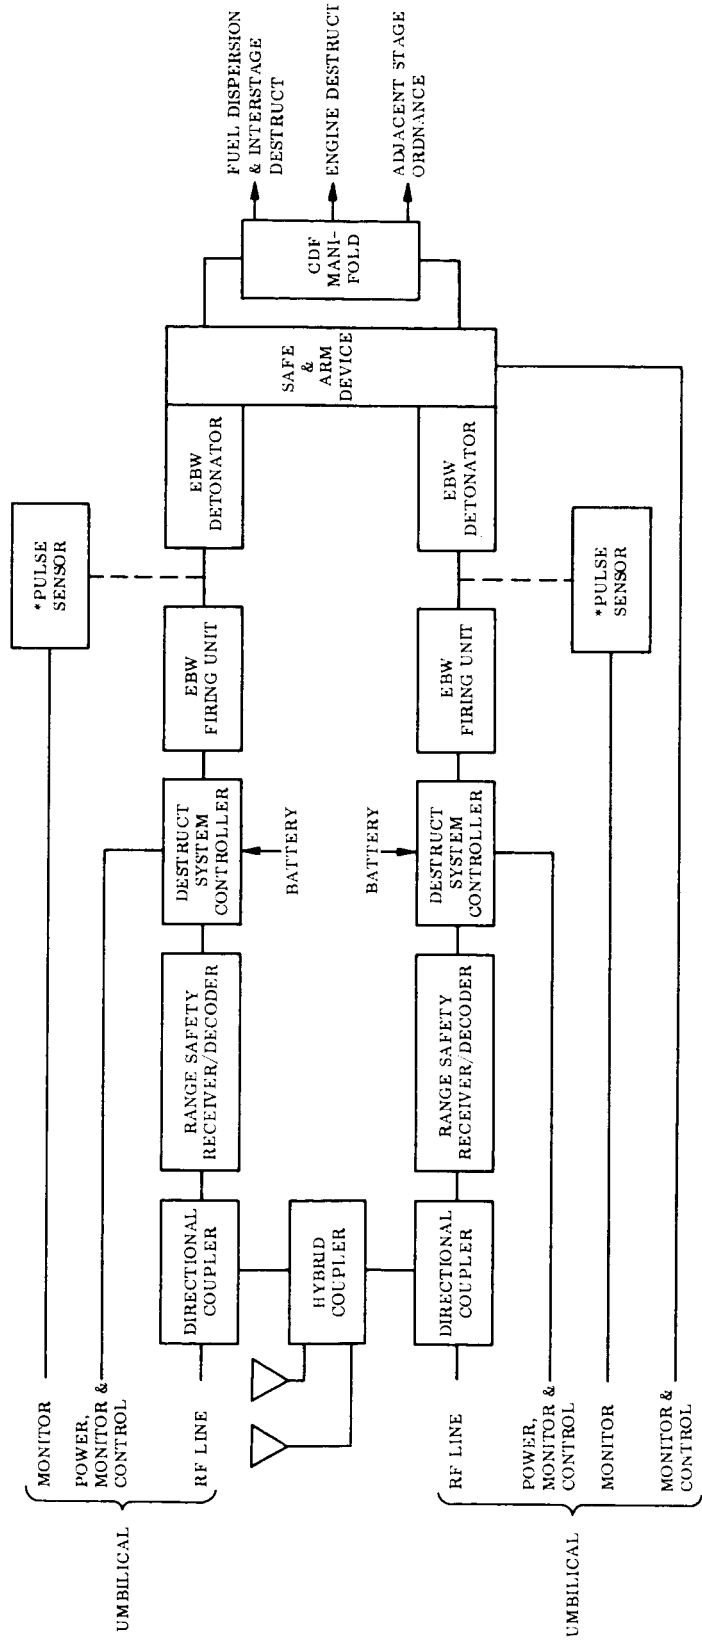 UMBILICAL
MONITOR
POWER,
MONITOR &
CONTROL
RF LINE
*PULSE
SENSOR
DIRECTIONAL
COUPLER
RANGE SAFETY
RECEIVER/DECODER
DESTRUCT
SYSTEM
CONTROLLER
EBW
FIRING UNIT
EBW
DETONATOR
BATTERY
HYBRID
COUPLER
SAFE
&
ARM
DEVICE
CDF
MANI-
FOLD
FUEL DISPERSION
& INTERSTAGE
DESTRUCT
ENGINE DESTRUCT
ADJACENT STAGE
ORDNANCE
BATTERY
RF LINE
DIRECTIONAL
COUPLER
RANGE SAFETY
RECEIVER/DECODER
DESTRUCT
SYSTEM
CONTROLLER
EBW
FIRING UNIT
EBW
DETONATOR
UMBILICAL
POWER,
MONITOR &
CONTROL
MONITOR
*PULSE
SENSOR
MONITOR &
CONTROL